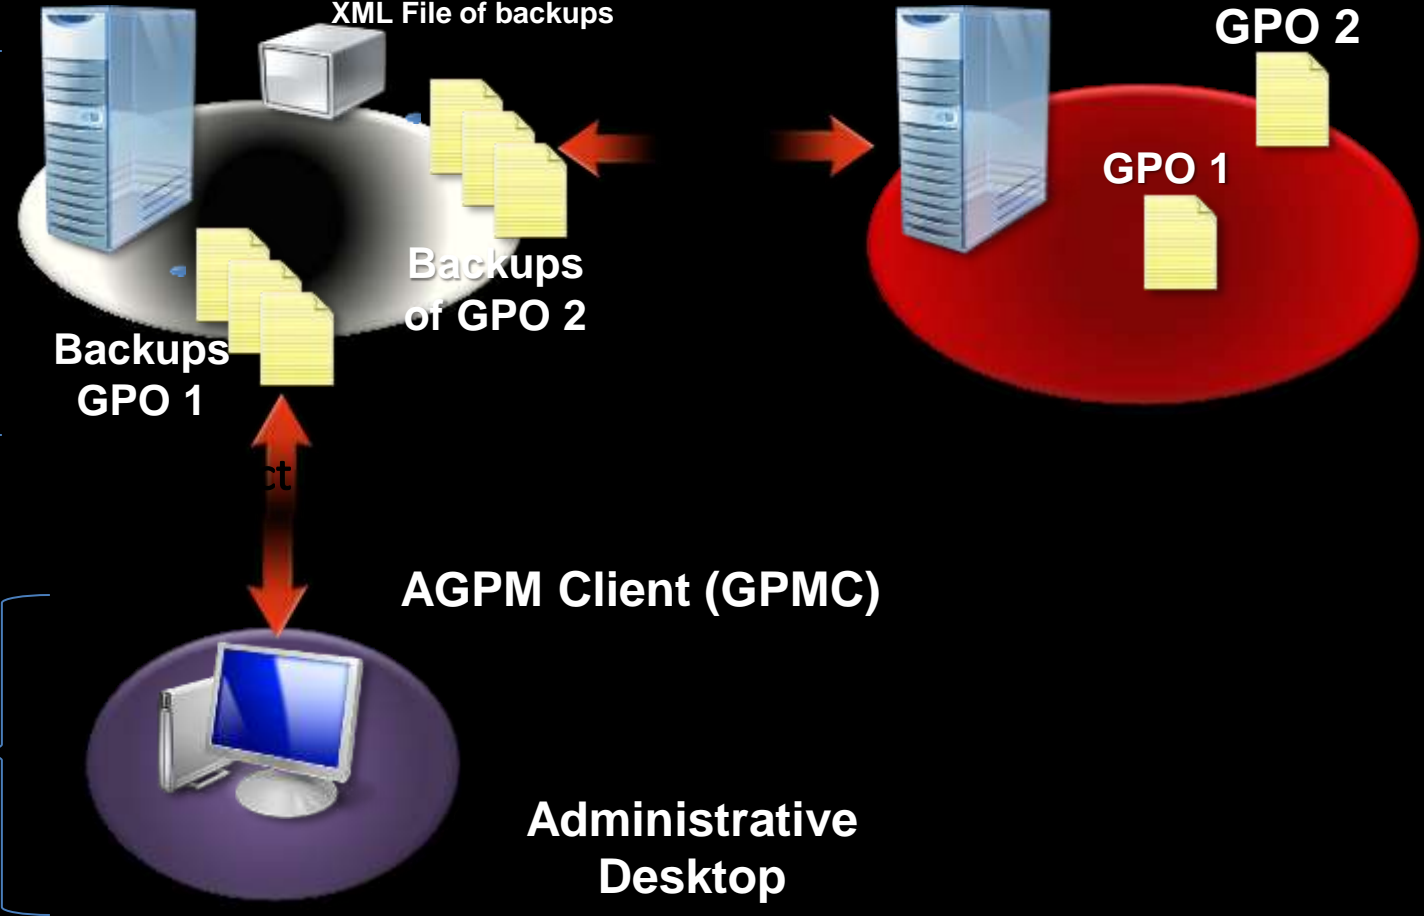 XML File of backups
GPO 2
GPO 1
Backups
of GPO 2
Backups
GPO 1
ct
AGPM Client (GPMC)
Administrative
Desktop